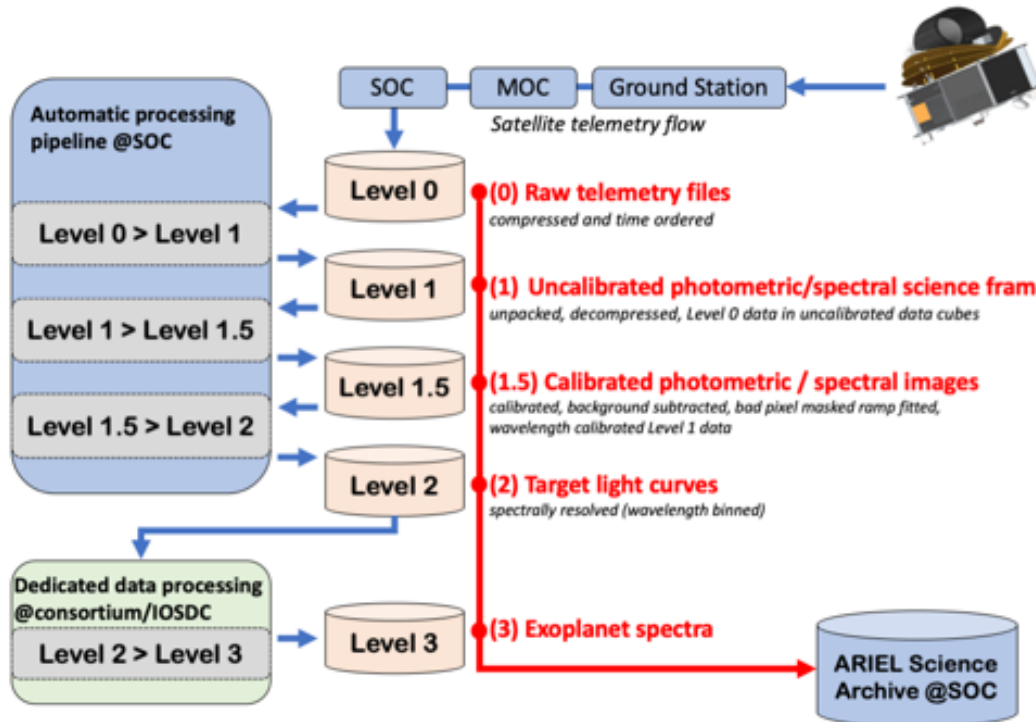 SOC
MOC
Ground Station
Satellite telemetry flow
Automatic processing
pipeline @SOC
Level 0 > Level 1
Level 1 > Level 1.5
Level 1.5 > Level 2
Level 0
(0) Raw telemetry files
compressed and time ordered
Level 1
(1) Uncalibrated photometric/spectral science fram
unpacked, decompressed, Level 0 data in uncalibrated data cubes
Level 1.5
(1.5) Calibrated photometric / spectral images
calibrated, background subtracted, bad pixel masked ramp fitted,
wavelength calibrated Level 1 data
Level 2
(2) Target light curves
spectrally resolved (wavelength binned)
Dedicated data processing
@consortium/IOSDC
Level 2 > Level 3
Level 3
(3) Exoplanet spectra
ARIEL Science
Archive @SOC